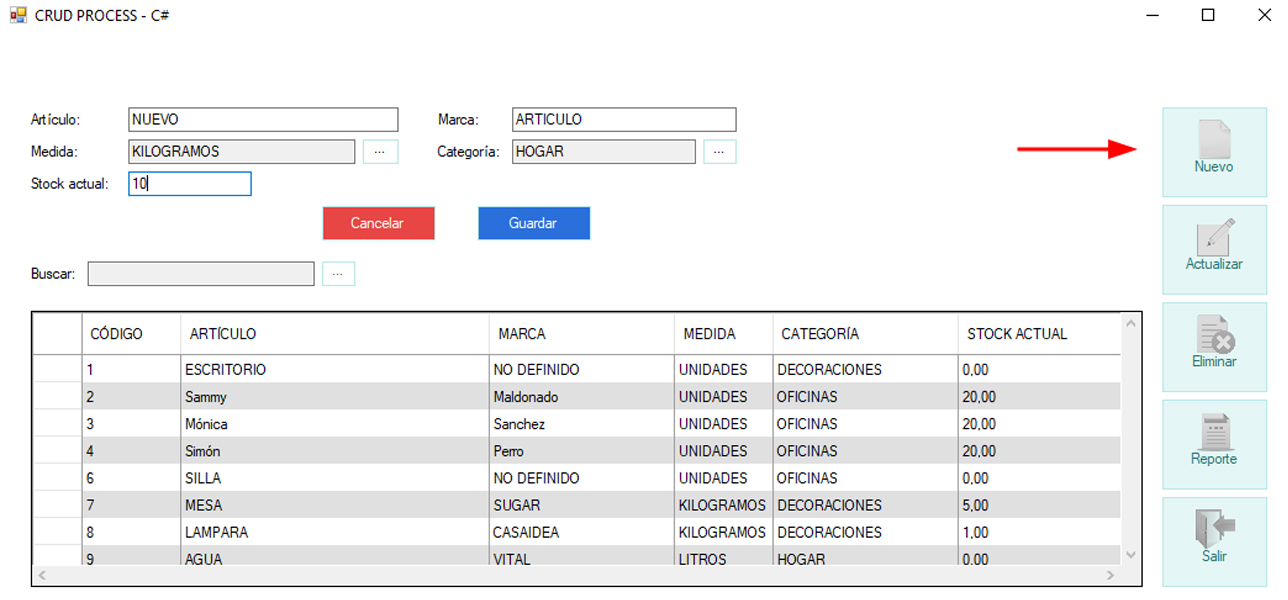 CRUD PROCESS - C#
Artículo: NUEVO Marca: ARTICULO
Medida: KILOGRAMOS ... Categoría: HOGAR ...
Stock actual: 10
Cancelar Guardar
Buscar: ...
CÓDIGO ARTÍCULO MARCA MEDIDA CATEGORÍA STOCK ACTUAL
1 ESCRITORIO NO DEFINIDO UNIDADES DECORACIONES 0,00
2 Sammy Maldonado UNIDADES OFICINAS 20,00
3 Mónica Sanchez UNIDADES OFICINAS 20,00
4 Simón Perro UNIDADES OFICINAS 20,00
6 SILLA NO DEFINIDO UNIDADES OFICINAS 0,00
7 MESA SUGAR KILOGRAMOS DECORACIONES 5,00
8 LAMPARA CASAIDEA KILOGRAMOS DECORACIONES 1,00
9 AGUA VITAL LITROS HOGAR 0,00
Nuevo
Actualizar
Eliminar
Reporte
Salir